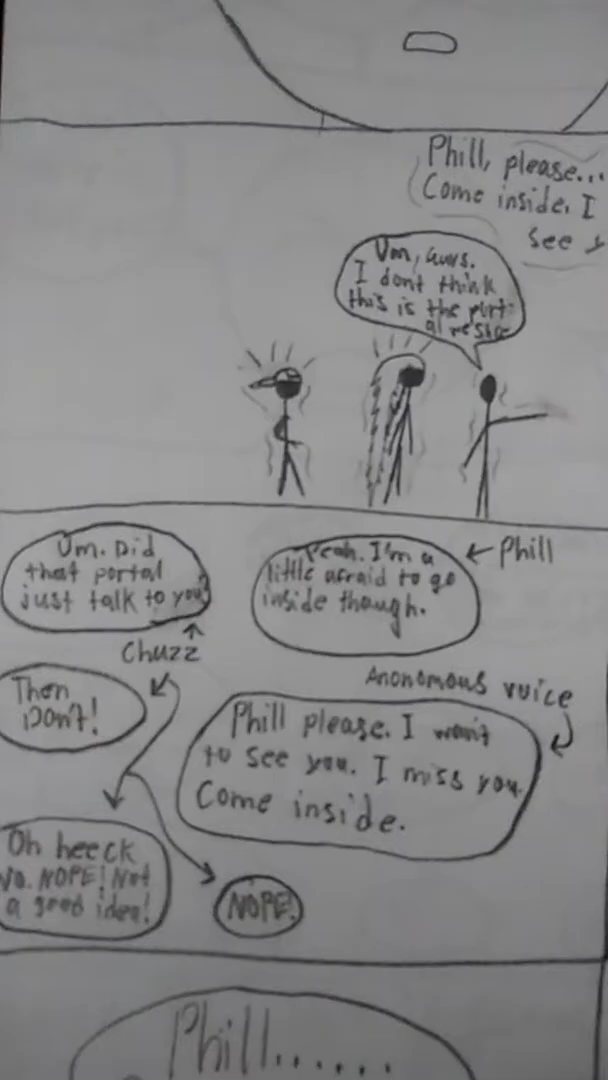 Phill, please...
Come inside. I
see y
Um, Guys.
I dont think
this is the port-
al
Um. Did
that portal
just talk to you?
Chuzz
Yeah. I'm a
little afraid to go
inside though.
Phill
Then
Don't!
Anonomous voice
Phill please. I want
to see you. I miss you.
Come inside.
Oh heeck
No. NOPE! Not
a good idea!
NOPE!
Phill......